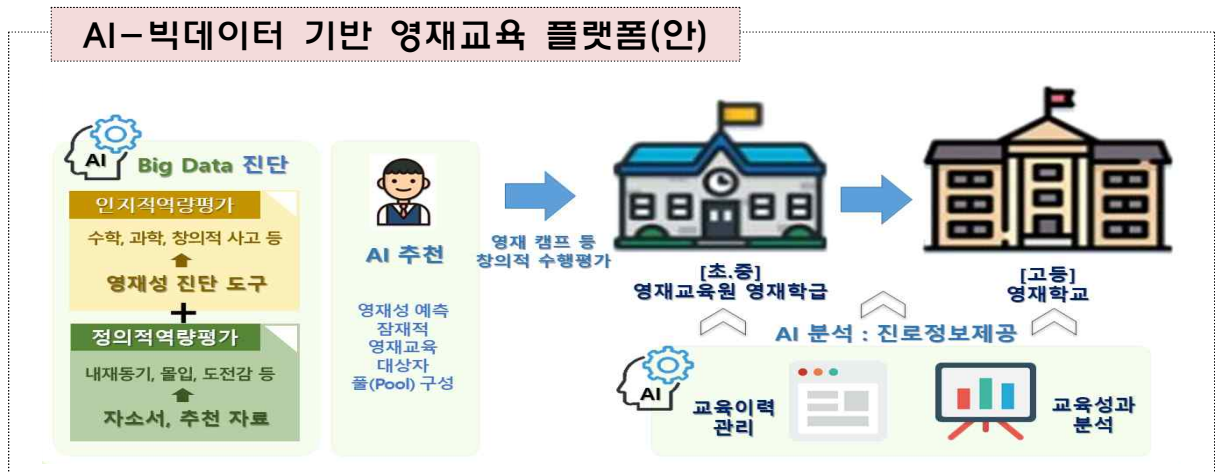 AI-빅데이터 기반 영재교육 플랫폼(안)
AI
Big Data 진단
인지적역량평가
수학, 과학, 창의적 사고 등
영재성 진단 도구
+
정의적역량평가
내재동기, 몰입, 도전감 등
자소서, 추천 자료
AI 추천
영재성 예측
잠재적
영재교육
대상자
풀(Pool) 구성
영재 캠프 등
창의적 수행평가
[초.중]
영재교육원 영재학급
[고등]
영재학교
AI 분석 : 진로정보제공
AI
교육이력
관리
교육성과
분석